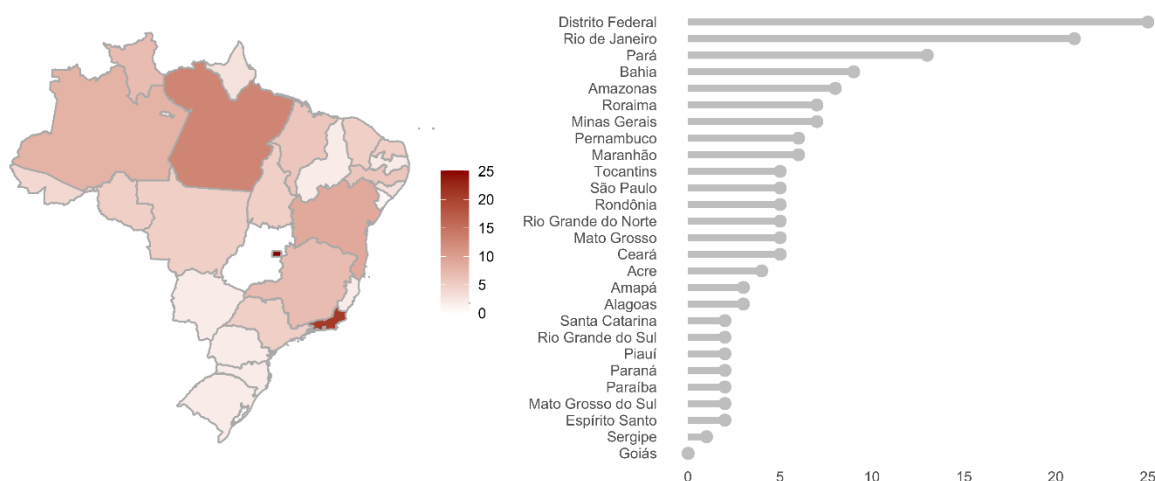 25
20
15
10
5
0
Distrito Federal
Rio de Janeiro
Pará
Bahia
Amazonas
Roraima
Minas Gerais
Pernambuco
Maranhão
Tocantins
São Paulo
Rondônia
Rio Grande do Norte
Mato Grosso
Ceará
Acre
Amapá
Alagoas
Santa Catarina
Rio Grande do Sul
Piauí
Paraná
Paraíba
Mato Grosso do Sul
Espírito Santo
Sergipe
Goiás
0 5 10 15 20 25